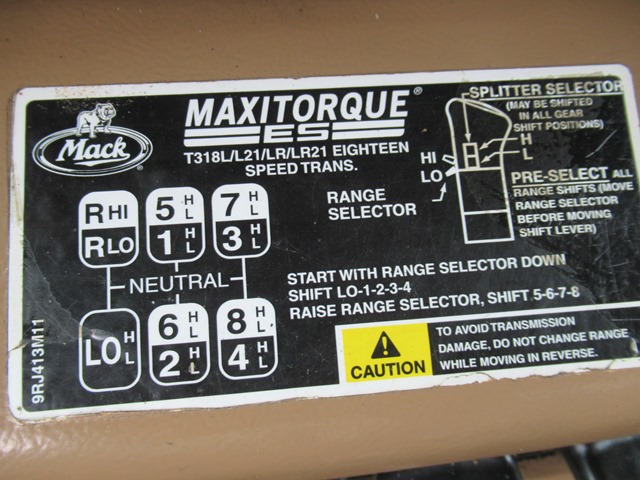 Mack
MAXITORQUE®
ES
T318L/L21/LR/LR21 EIGHTEEN
SPEED TRANS.
SPLITTER SELECTOR
(MAY BE SHIFTED
IN ALL GEAR
SHIFT POSITIONS)
H
L
HI
LO
RANGE
SELECTOR
PRE-SELECT ALL
RANGE SHIFTS (MOVE
RANGE SELECTOR
BEFORE MOVING
SHIFT LEVER)
R HI 5 H L 7 H L
R LO 1 H L 3 H L
NEUTRAL
LO H L 6 H L 8 H L
2 H L 4 H L
START WITH RANGE SELECTOR DOWN
SHIFT LO-1-2-3-4
RAISE RANGE SELECTOR, SHIFT 5-6-7-8
CAUTION
TO AVOID TRANSMISSION
DAMAGE, DO NOT CHANGE RANGE
WHILE MOVING IN REVERSE.
9RJ413M11